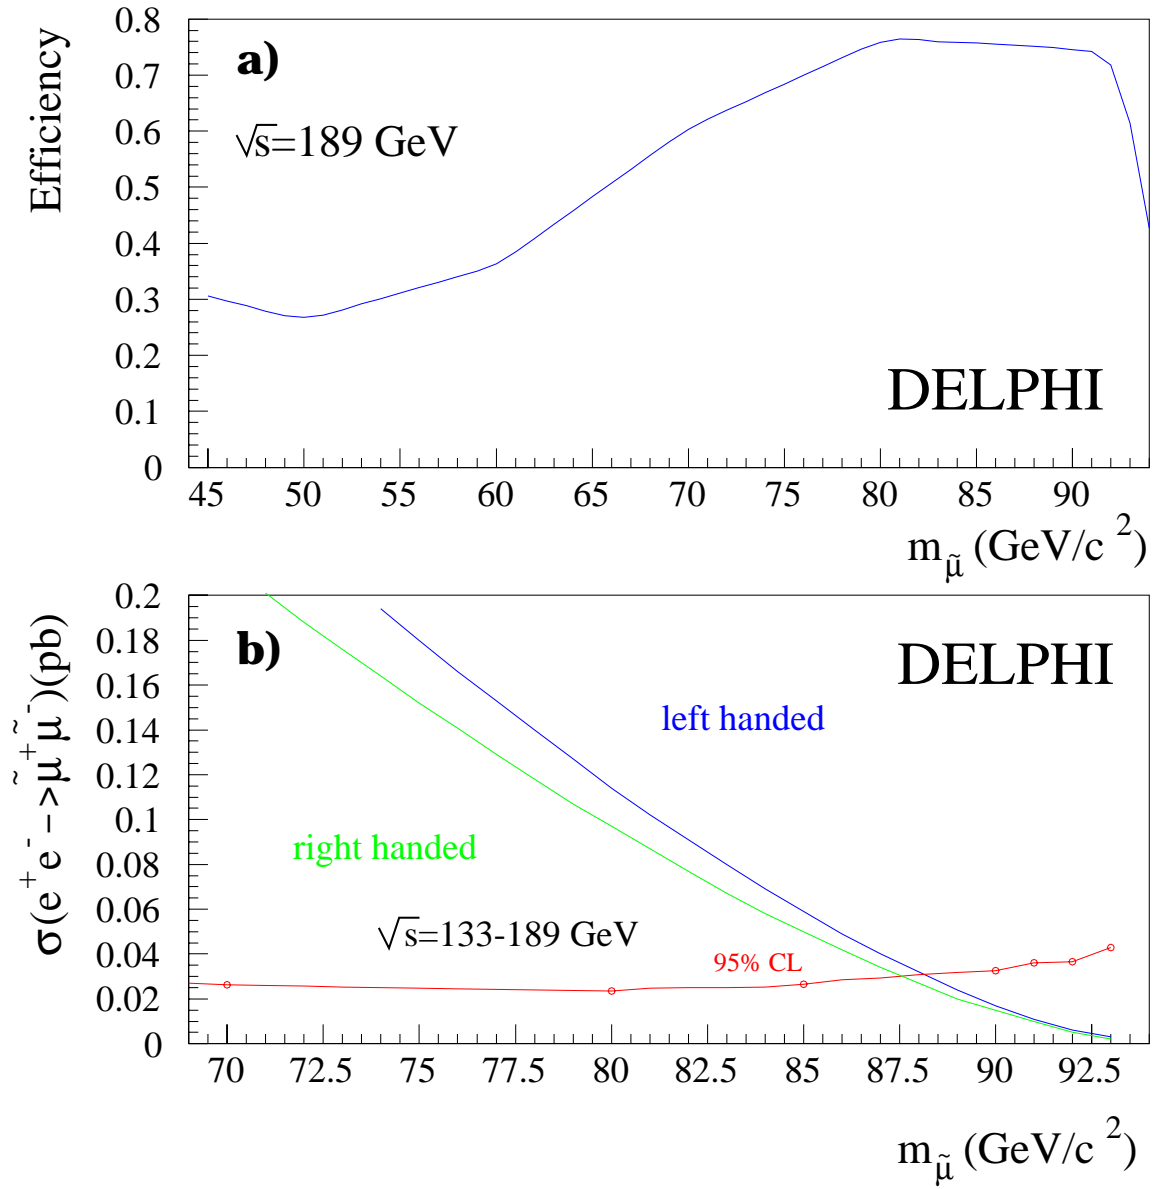 Efficiency
a)
√s=189 GeV
DELPHI
0.8
0.7
0.6
0.5
0.4
0.3
0.2
0.1
0
45 50 55 60 65 70 75 80 85 90
m_μ̃ (GeV/c²)
σ(e⁺ e⁻ –> μ̃⁺ μ̃⁻)(pb)
b)
DELPHI
left handed
right handed
√s=133-189 GeV
95% CL
0.2
0.18
0.16
0.14
0.12
0.1
0.08
0.06
0.04
0.02
0
70 72.5 75 77.5 80 82.5 85 87.5 90 92.5
m_μ̃ (GeV/c²)